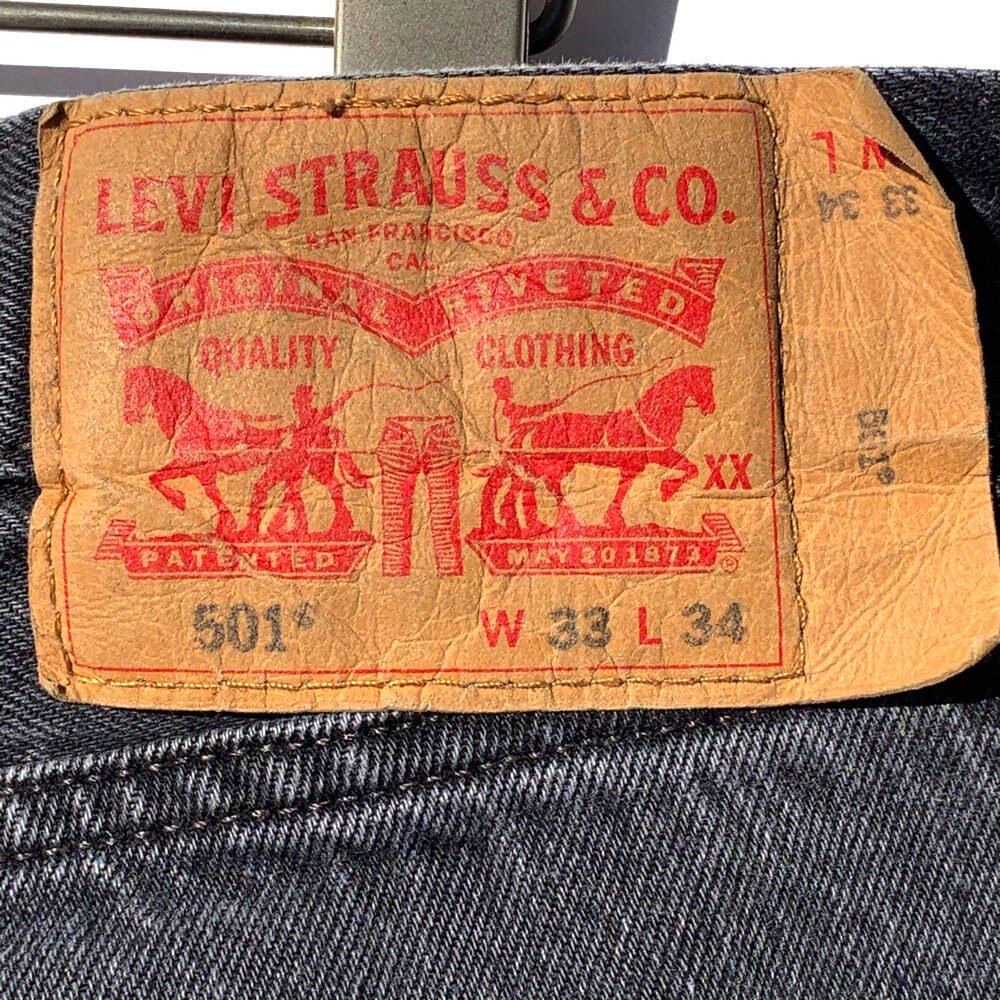 LEVI STRAUSS & CO.
SAN FRANCISCO
CAL.
ORIGINAL RIVETED
QUALITY CLOTHING
XX
PATENTED MAY 20 1873 ®
501® W 33 L 34
W L
33 34